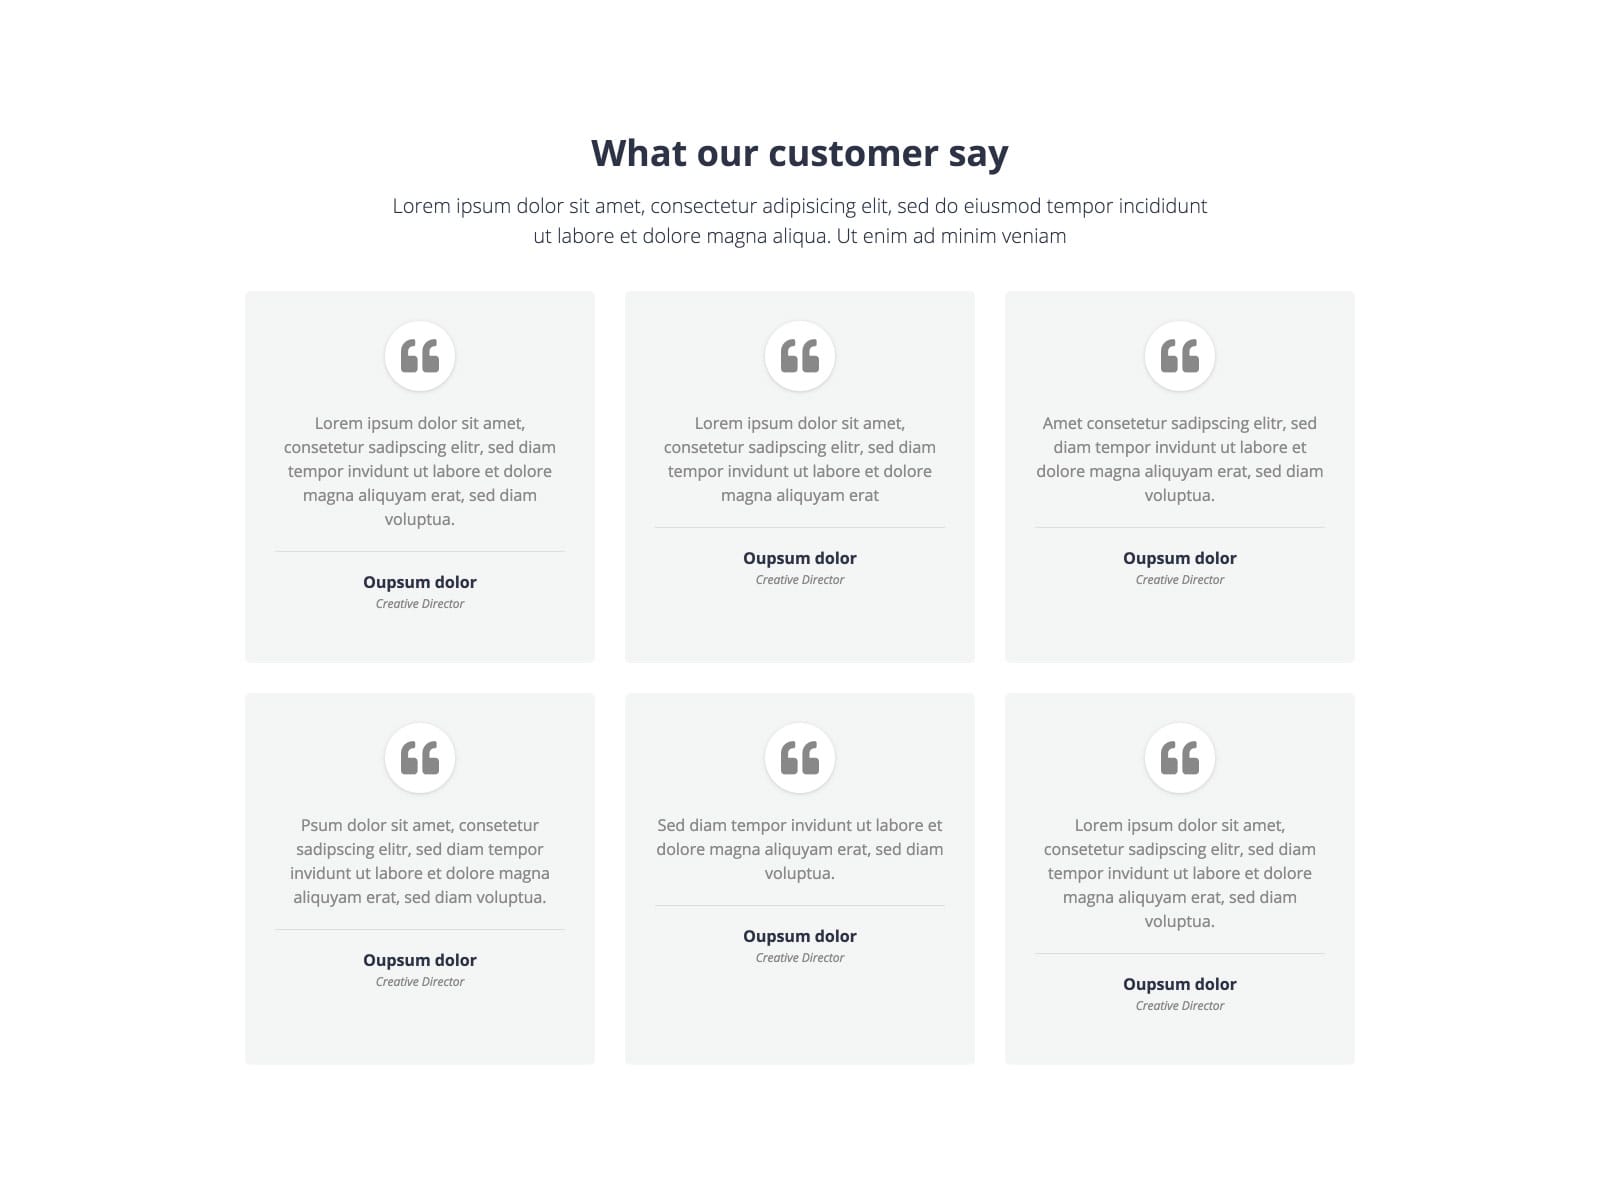 What our customer say
Lorem ipsum dolor sit amet, consectetur adipisicing elit, sed do eiusmod tempor incididunt
ut labore et dolore magna aliqua. Ut enim ad minim veniam
Lorem ipsum dolor sit amet,
consetetur sadipscing elitr, sed diam
tempor invidunt ut labore et dolore
magna aliquyam erat, sed diam
voluptua.
Oupsum dolor
Creative Director
Lorem ipsum dolor sit amet,
consetetur sadipscing elitr, sed diam
tempor invidunt ut labore et dolore
magna aliquyam erat
Oupsum dolor
Creative Director
Amet consetetur sadipscing elitr, sed
diam tempor invidunt ut labore et
dolore magna aliquyam erat, sed diam
voluptua.
Oupsum dolor
Creative Director
Psum dolor sit amet, consetetur
sadipscing elitr, sed diam tempor
invidunt ut labore et dolore magna
aliquyam erat, sed diam voluptua.
Oupsum dolor
Creative Director
Sed diam tempor invidunt ut labore et
dolore magna aliquyam erat, sed diam
voluptua.
Oupsum dolor
Creative Director
Lorem ipsum dolor sit amet,
consetetur sadipscing elitr, sed diam
tempor invidunt ut labore et dolore
magna aliquyam erat, sed diam
voluptua.
Oupsum dolor
Creative Director